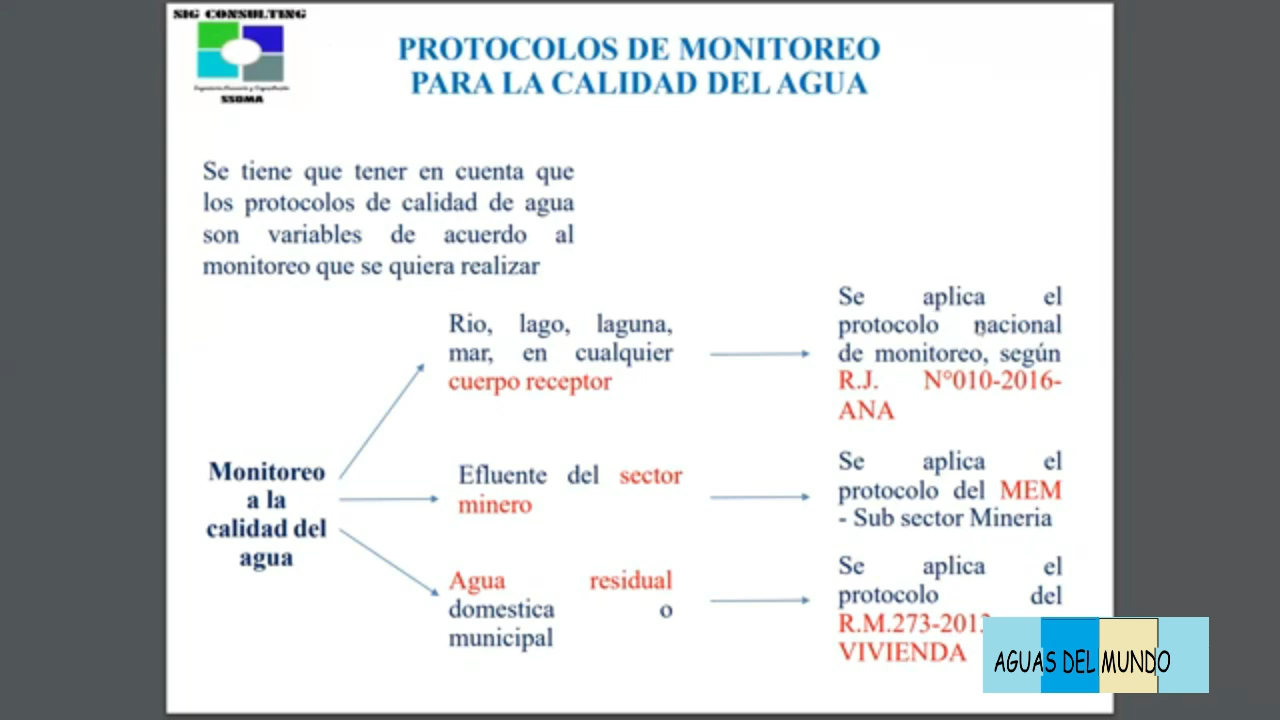 SIG CONSULTING
SSOMA
PROTOCOLOS DE MONITOREO
PARA LA CALIDAD DEL AGUA
Se tiene que tener en cuenta que
los protocolos de calidad de agua
son variables de acuerdo al
monitoreo que se quiera realizar
Rio, lago, laguna,
mar, en cualquier
cuerpo receptor
Se aplica el
protocolo nacional
de monitoreo, según
R.J. N°010-2016-
ANA
Monitoreo
a la
calidad del
agua
Efluente del sector
minero
Se aplica el
protocolo del MEM
- Sub sector Mineria
Agua residual
domestica o
municipal
Se aplica el
protocolo del
R.M.273-201
VIVIENDA
AGUAS DEL MUNDO